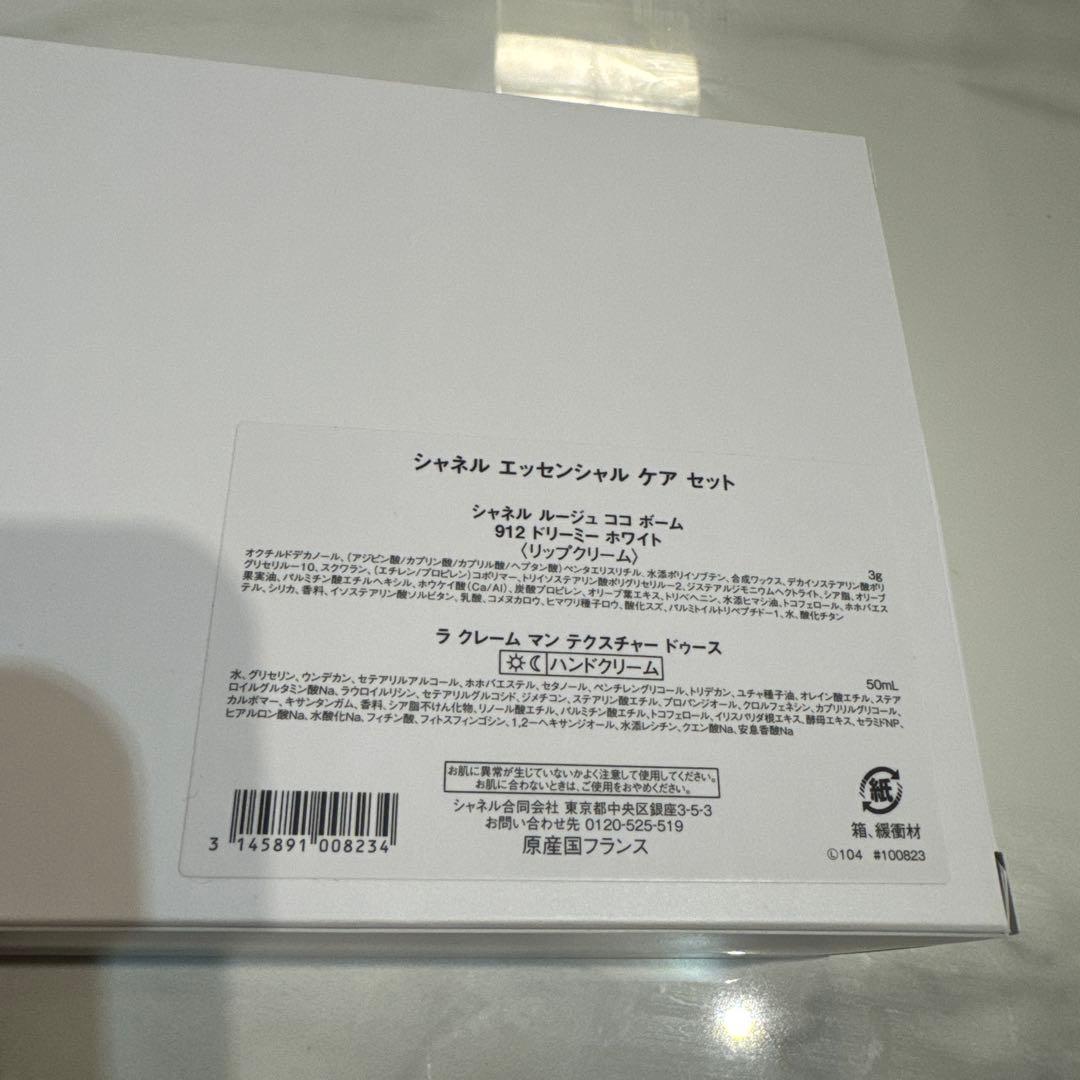 シャネル エッセンシャル ケア セット
シャネル ルージュ ココ ボーム
912 ドリーミー ホワイト
〈リップクリーム〉
3g
オクチルドデカノール、(アジピン酸/カプリン酸/カプリル酸/ヘプタン酸)ペンタエリスリチル、水添ポリイソブテン、合成ワックス、デカイソステアリン酸ポリ
グリセリル-10、スクワラン、(エチレン/プロピレン)コポリマー、トリイソステアリン酸ポリグリセリル-2、ジステアルジモニウムヘクトライト、シア脂、オリーブ
果実油、パルミチン酸エチルヘキシル、ホウケイ酸(Ca/Al)、炭酸プロピレン、オリーブ葉エキス、トリベヘニン、水添ヒマシ油、トコフェロール、ホホバエス
テル、シリカ、香料、イソステアリン酸ソルビタン、乳酸、コメヌカロウ、ヒマワリ種子ロウ、酸化スズ、パルミトイルトリペプチド-1、水、酸化チタン
ラ クレーム マン テクスチャー ドゥース
ハンドクリーム
50mL
水、グリセリン、ウンデカン、セテアリルアルコール、ホホバエステル、セタノール、ペンチレングリコール、トリデカン、ユチャ種子油、オレイン酸エチル、ステア
ロイルグルタミン酸Na、ラウロイルリシン、セテアリルグルコシド、ジメチコン、ステアリン酸エチル、プロパンジオール、クロルフェネシン、カプリリルグリコール、
カルボマー、キサンタンガム、香料、シア脂不けん化物、リノール酸エチル、パルミチン酸エチル、トコフェロール、イリスパリダ根エキス、酵母エキス、セラミドNP、
ヒアルロン酸Na、水酸化Na、フィチン酸、フィトスフィンゴシン、1,2-ヘキサンジオール、水添レシチン、クエン酸Na、安息香酸Na
お肌に異常が生じていないかよく注意して使用してください。
お肌に合わないときは、ご使用をおやめください。
シャネル合同会社 東京都中央区銀座3-5-3
お問い合わせ先 0120-525-519
原産国フランス
3 145891 008234
紙
箱、緩衝材
Ⓛ104 #100823